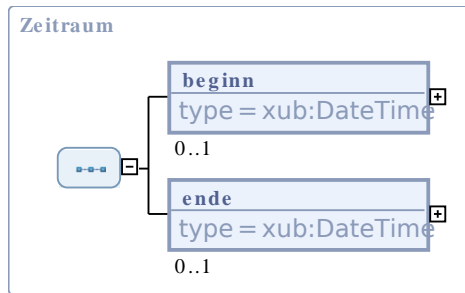 Zeitraum
beginn
type = xub:DateTime
0..1
ende
type = xub:DateTime
0..1